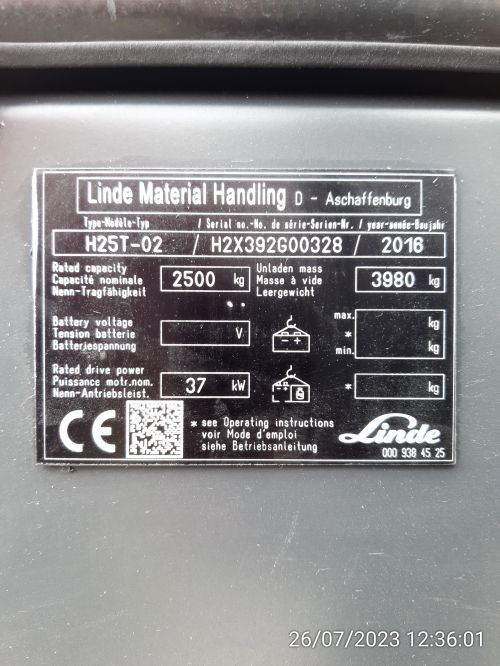 Linde Material Handling D - Aschaffenburg
Type-Modèle-Typ / Serial no.-No. de série-Serien-Nr. / year-année-Baujahr
H25T-02 / H2X392G00328 / 2016
Rated capacity
Capacité nominale
Nenn-Tragfähigkeit
2500 kg
Unladen mass
Masse à vide
Leergewicht
3980 kg
Battery voltage
Tension batterie
Batteriespannung
V
max.
*
min.
kg
kg
Rated drive power
Puissance motr.nom.
Nenn-Antriebsleist.
37 kW
* kg
CE
* see Operating instructions
voir Mode d'emploi
siehe Betriebsanleitung
Linde
000 938 45 25
26/07/2023 12:36:01